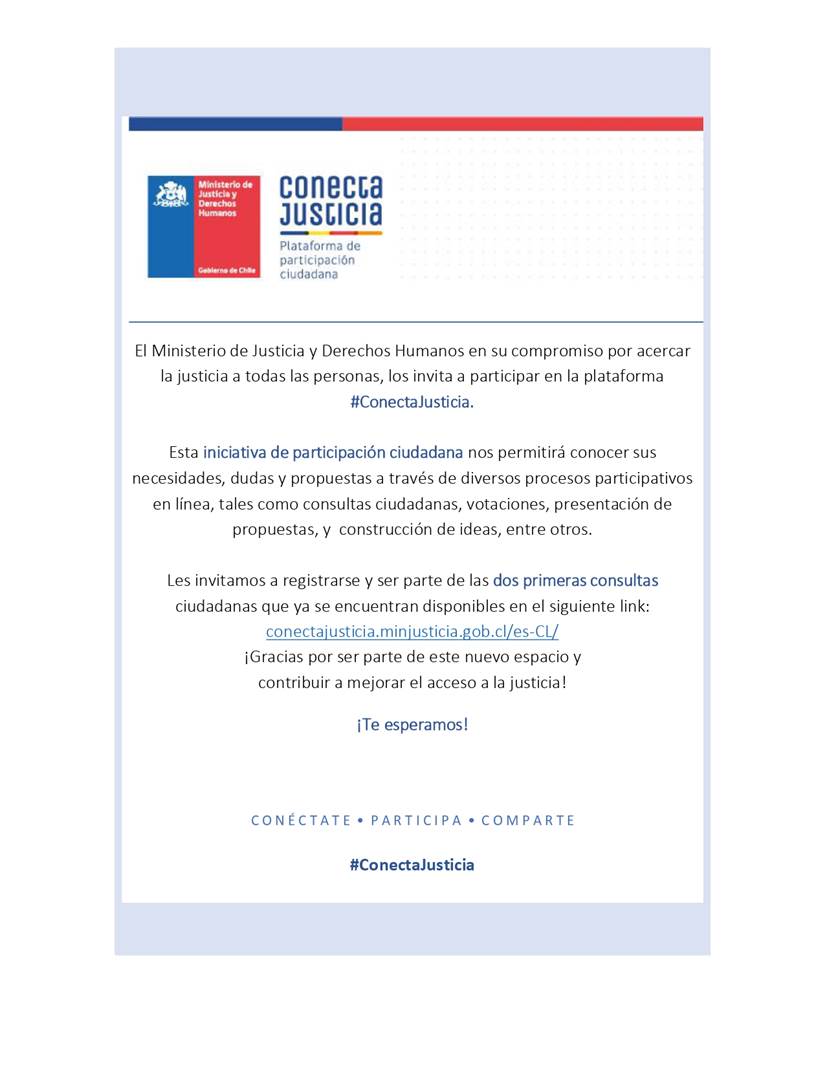 Ministerio de
Justicia y
Derechos
Humanos
Gobierno de Chile
conecta
justicia
Plataforma de
participación
ciudadana
El Ministerio de Justicia y Derechos Humanos en su compromiso por acercar
la justicia a todas las personas, los invita a participar en la plataforma
#ConectaJusticia.
Esta iniciativa de participación ciudadana nos permitirá conocer sus
necesidades, dudas y propuestas a través de diversos procesos participativos
en línea, tales como consultas ciudadanas, votaciones, presentación de
propuestas, y construcción de ideas, entre otros.
Les invitamos a registrarse y ser parte de las dos primeras consultas
ciudadanas que ya se encuentran disponibles en el siguiente link:
conectajusticia.minjusticia.gob.cl/es-CL/
¡Gracias por ser parte de este nuevo espacio y
contribuir a mejorar el acceso a la justicia!
¡Te esperamos!
CONÉCTATE • PARTICIPA • COMPARTE
#ConectaJusticia